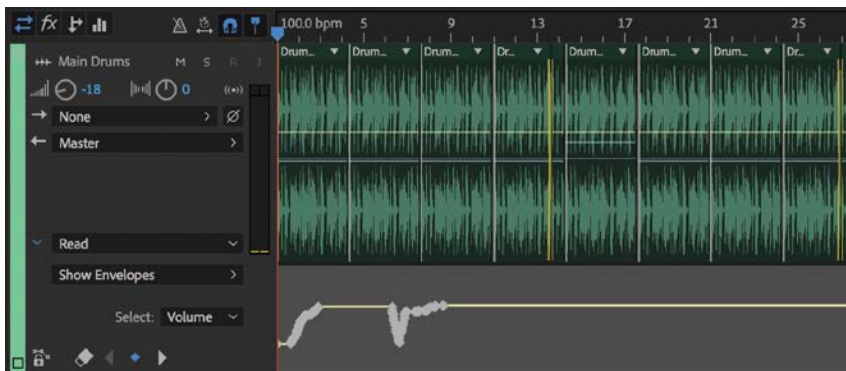 fx 100.0 bpm 5 9 13 17 21 25
Drum... Drum... Drum... Dr... Drum... Drum... Drum... Dr...
Main Drums M S R I
-18 0
None
Master
Read
Show Envelopes
Select: Volume